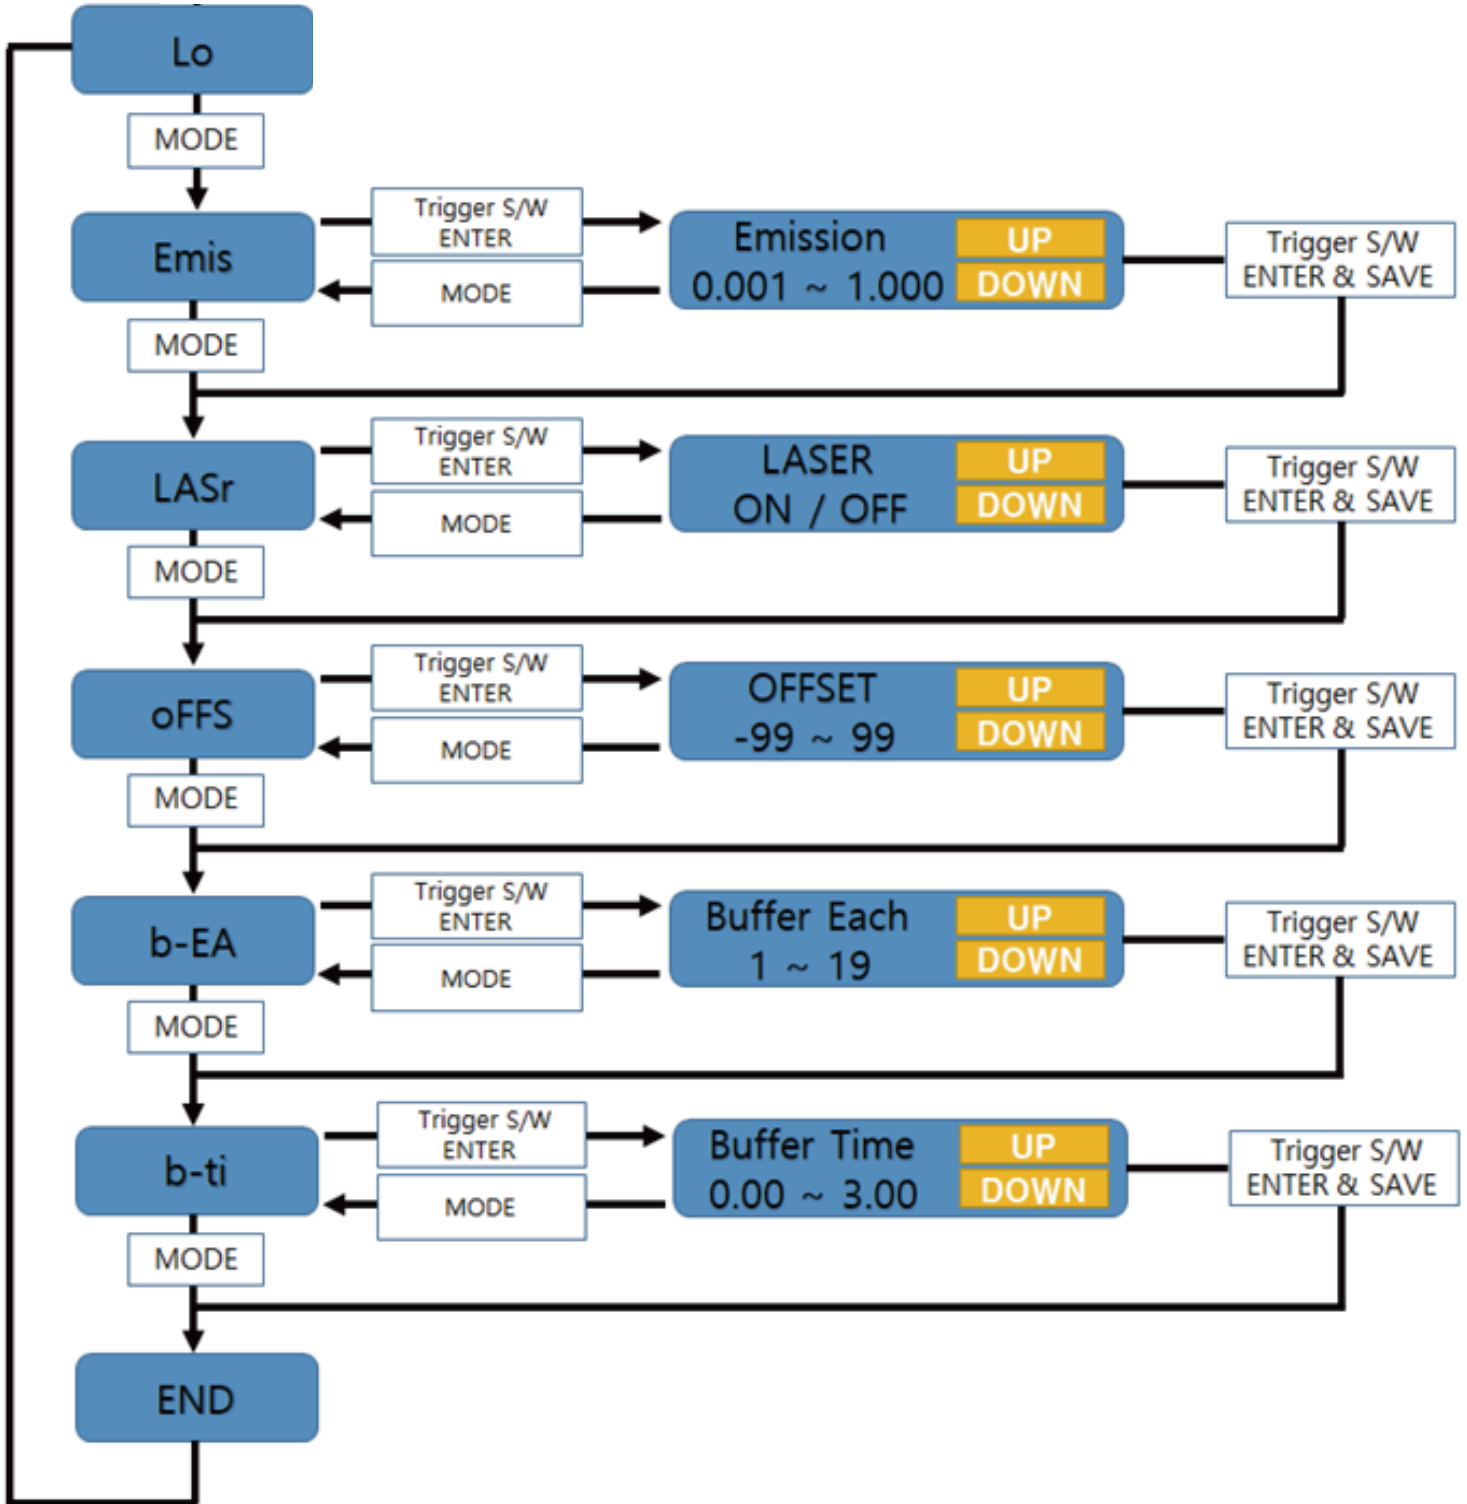 Lo
MODE
Emis
Trigger S/W
ENTER
MODE
Emission
0.001 ~ 1.000
UP
DOWN
Trigger S/W
ENTER & SAVE
MODE
LASr
Trigger S/W
ENTER
MODE
LASER
ON / OFF
UP
DOWN
Trigger S/W
ENTER & SAVE
MODE
oFFS
Trigger S/W
ENTER
MODE
OFFSET
-99 ~ 99
UP
DOWN
Trigger S/W
ENTER & SAVE
MODE
b-EA
Trigger S/W
ENTER
MODE
Buffer Each
1 ~ 19
UP
DOWN
Trigger S/W
ENTER & SAVE
MODE
b-ti
Trigger S/W
ENTER
MODE
Buffer Time
0.00 ~ 3.00
UP
DOWN
Trigger S/W
ENTER & SAVE
MODE
END